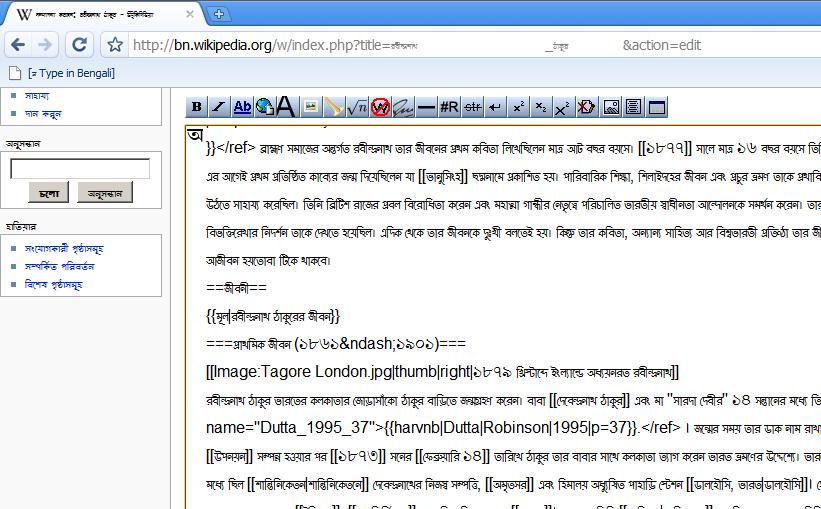 সম্পাদনা করছেন; রবীন্দ্রনাথ ঠাকুর - উইকিপিডিয়া
http://bn.wikipedia.org/w/index.php?title=রবীন্দ্রনাথ_ঠাকুর&action=edit
Type in Bengali]
সাহায্য
দান করুন
অনুসন্ধান
চলো অনুসন্ধান
হাতিয়ার
সংযোগকারী পৃষ্ঠাসমূহ
সম্পর্কিত পরিবর্তন
বিশেষ পৃষ্ঠাসমূহ
B I Ab A √n W #R str x² x₂ x²
অ
}}</ref> ব্রাহ্মণ সমাজের অন্তর্গত রবীন্দ্রনাথ তার জীবনের প্রথম কবিতা লিখেছিলেন মাত্র আট বছর বয়সে। [[১৮৭৭]] সালে মাত্র ১৬ বছর বয়সে তিনি
এর আগেই প্রথম প্রতিষ্ঠিত কাব্যের জন্ম দিয়েছিলেন যা [[ভানুসিংহ]] ছদ্মনামে প্রকাশিত হয়। পারিবারিক শিক্ষা, শিলাইদহের জীবন এবং প্রচুর ভ্রমণ তাকে প্রথাবি
উঠতে সাহায্য করেছিল। তিনি ব্রিটিশ রাজের প্রবল বিরোধিতা করেন এবং মহাত্মা গান্ধীর নেতৃত্বে পরিচালিত ভারতীয় স্বাধীনতা আন্দোলনকে সমর্থন করেন। তার
বিভক্তিরেখার নিদর্শন তাকে দেখতে হয়েছিল। এদিক থেকে তার জীবনকে দুঃখী বলতেই হয়। কিন্তু তার কবিতা, অন্যান্য সাহিত্য আর বিশ্বভারতী প্রতিষ্ঠা তার জী
আজীবন হয়তোবা টিকে থাকবে।
==জীবনী==
{{মূল|রবীন্দ্রনাথ ঠাকুরের জীবন}}
===প্রাথমিক জীবন (১৮৬১&ndash;১৯০১)===
[[Image:Tagore London.jpg|thumb|right|১৮৭৯ খ্রিস্টাব্দে ইংল্যান্ডে অধ্যয়নরত রবীন্দ্রনাথ]]
রবীন্দ্রনাথ ঠাকুর ভারতের কলকাতার জোড়াসাঁকো ঠাকুর বাড়িতে জন্মগ্রহণ করেন। বাবা [[দেবেন্দ্রনাথ ঠাকুর]] এবং মা "সারদা দেবীর" ১৪ সন্তানের মধ্যে তি
name="Dutta_1995_37">{{harvnb|Dutta|Robinson|1995|p=37}}.</ref> । জন্মের সময় তার ডাক নাম রাখা
[[উপনয়ন]] সম্পন্ন হওয়ার পর [[১৮৭৩]] সনের [[ফেব্রুয়ারি ১৪]] তারিখে ঠাকুর তার বাবার সাথে কলকাতা ত্যাগ করেন ভারত ভ্রমণের উদ্দেশ্যে। ভারত
মধ্যে ছিল [[শান্তিনিকেতন|শান্তিনিকেতনে]] দেবেন্দ্রনাথের নিজস্ব সম্পত্তি, [[অমৃতসর]] এবং হিমালয় অধ্যুষিত পাহাড়ি স্টেশন [[ডালহৌসি, ভারত|ডালহৌসি]]।